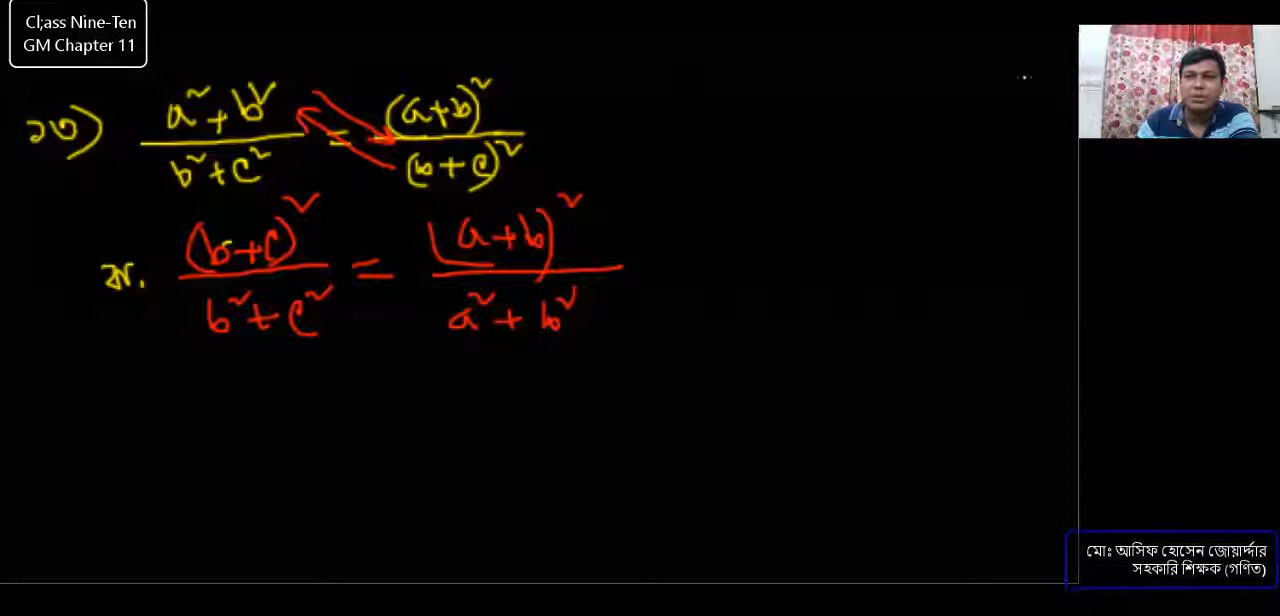 Cl;ass Nine-Ten
GM Chapter 11
১৩) (a²+b²)/(b²+c²) = (a+b)²/(b+c)²
বা. (b+c)²/(b²+c²) = (a+b)²/(a²+b²)
মোঃ আসিফ হোসেন জোয়ার্দ্দার
সহকারি শিক্ষক (গণিত)